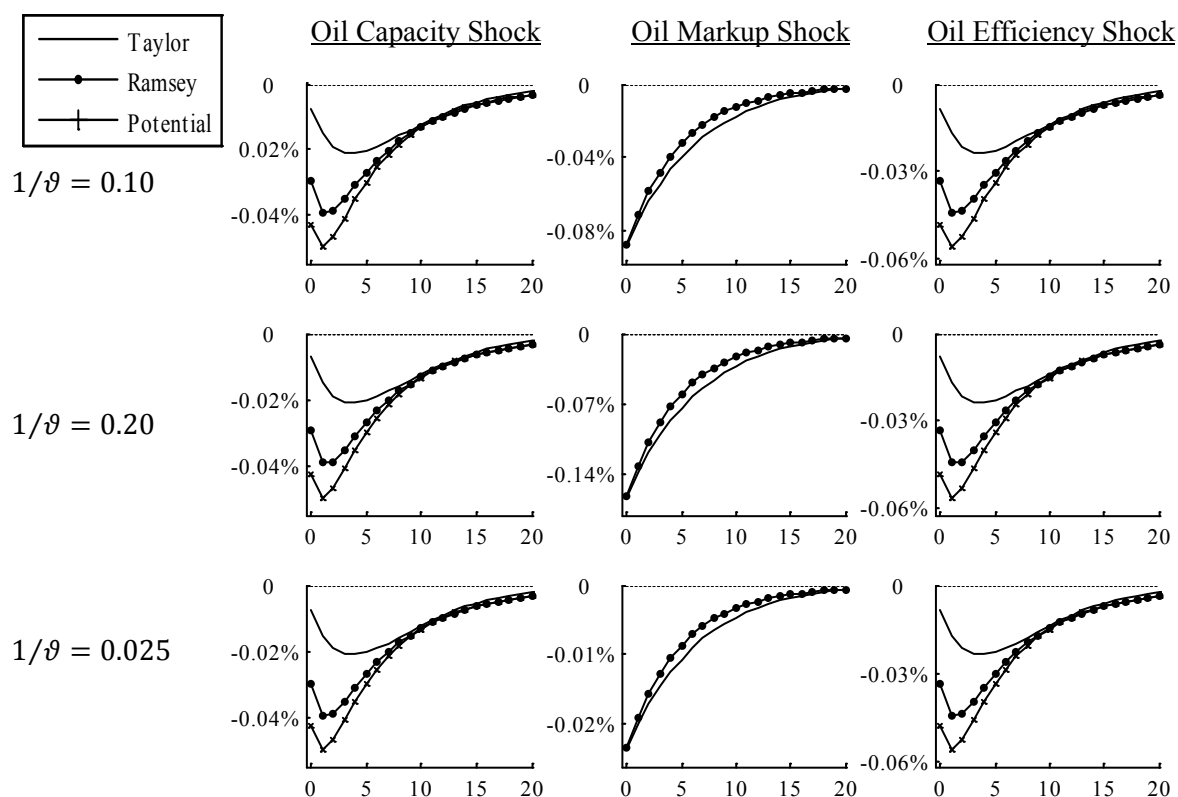 Taylor
Ramsey
Potential
Oil Capacity Shock
Oil Markup Shock
Oil Efficiency Shock
1/ϑ = 0.10
0
0.02%
-0.04%
0 5 10 15 20
0
-0.04%
-0.08%
0 5 10 15 20
0
-0.03%
-0.06%
0 5 10 15 20
1/ϑ = 0.20
0
-0.02%
-0.04%
0 5 10 15 20
0
-0.07%
-0.14%
0 5 10 15 20
0
-0.03%
-0.06%
0 5 10 15 20
1/ϑ = 0.025
0
-0.02%
-0.04%
0 5 10 15 20
0
-0.01%
-0.02%
0 5 10 15 20
0
-0.03%
-0.06%
0 5 10 15 20